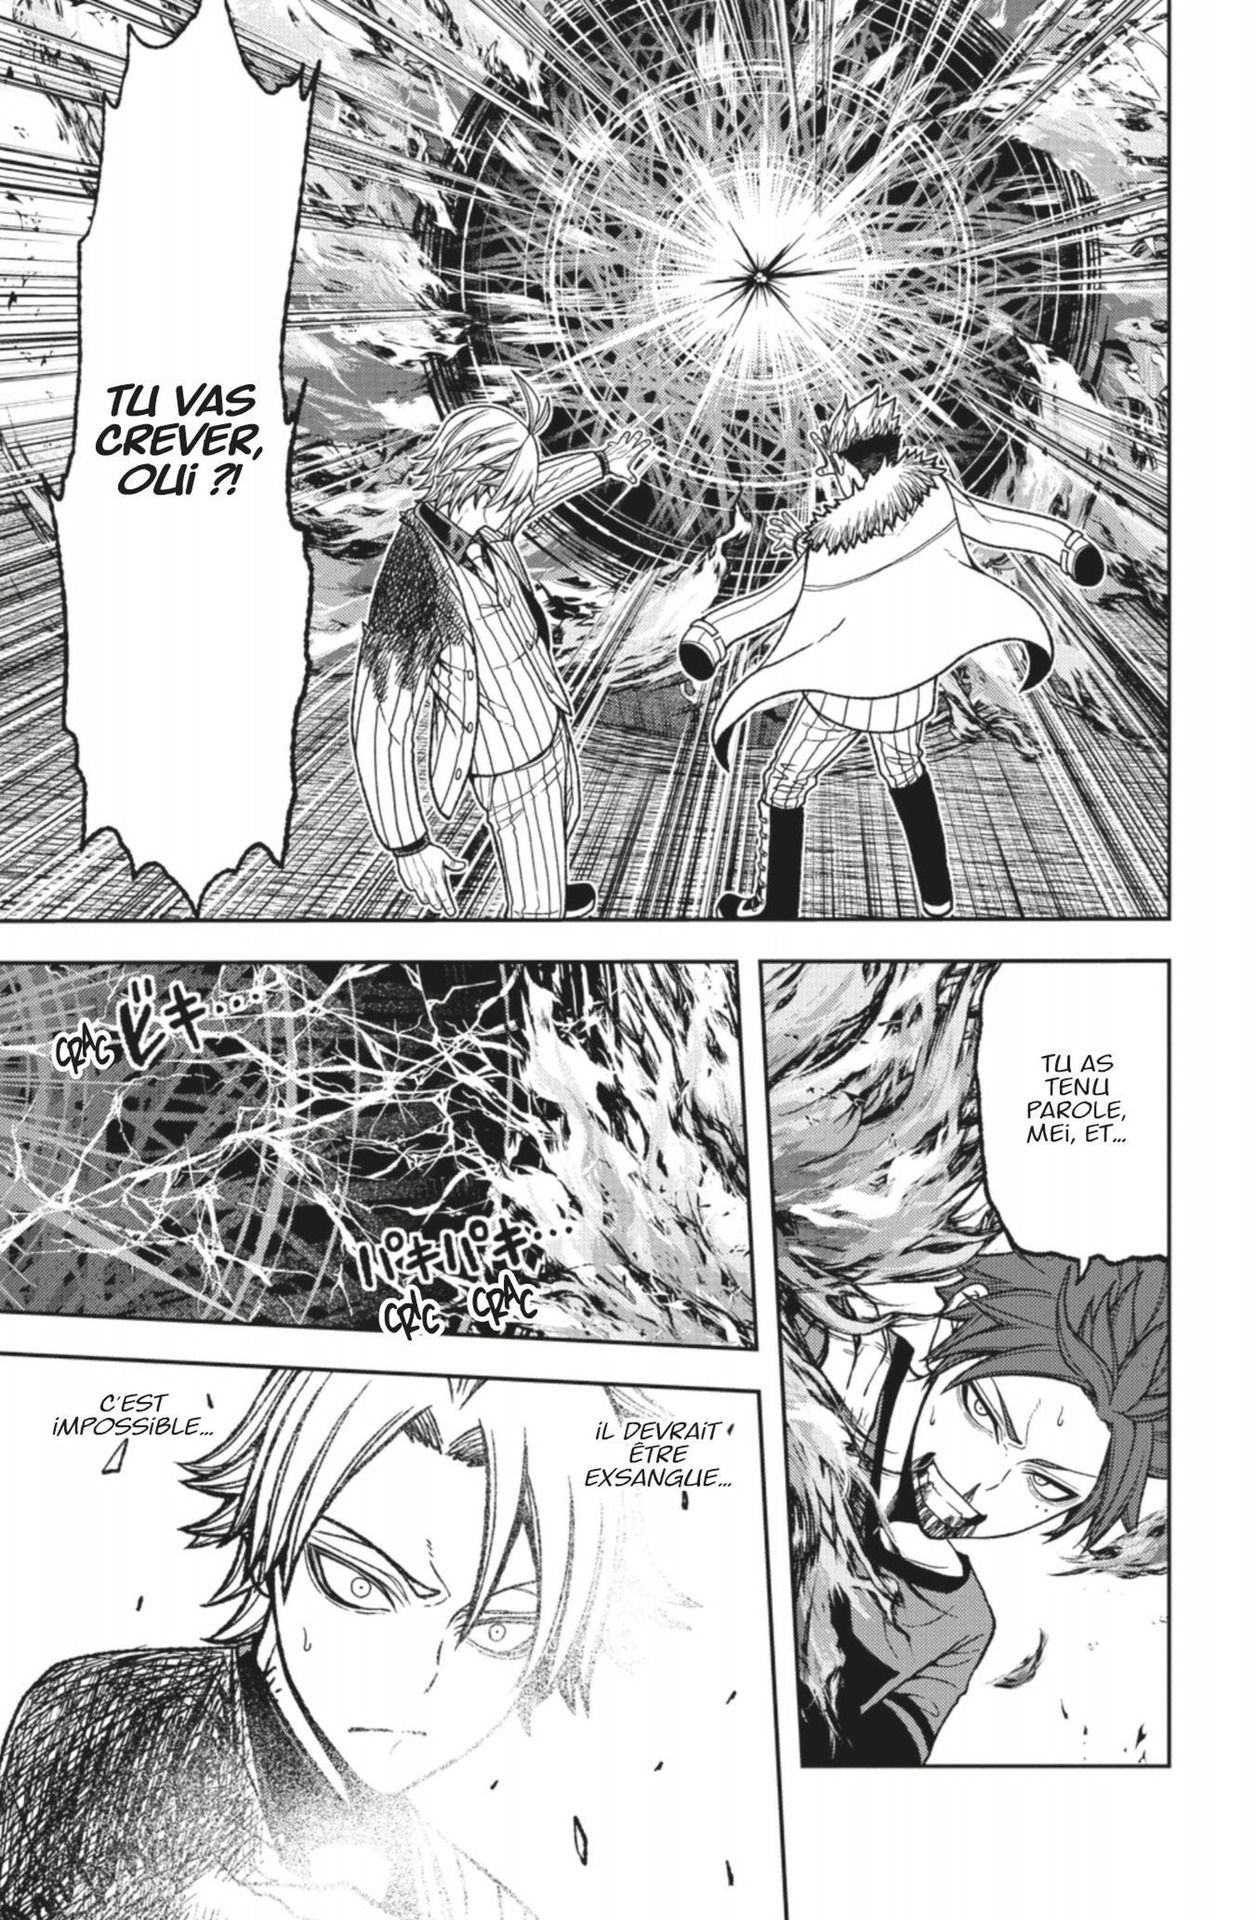 TU VAS
CREVER,
OUI ?!
TU AS
TENU
PAROLE,
MEI, ET...
ビキ...
CRAC
パキパキ...
CRIC
CRAC
IL DEVRAIT
ÊTRE
EXSANGUE...
C'EST
IMPOSSIBLE...